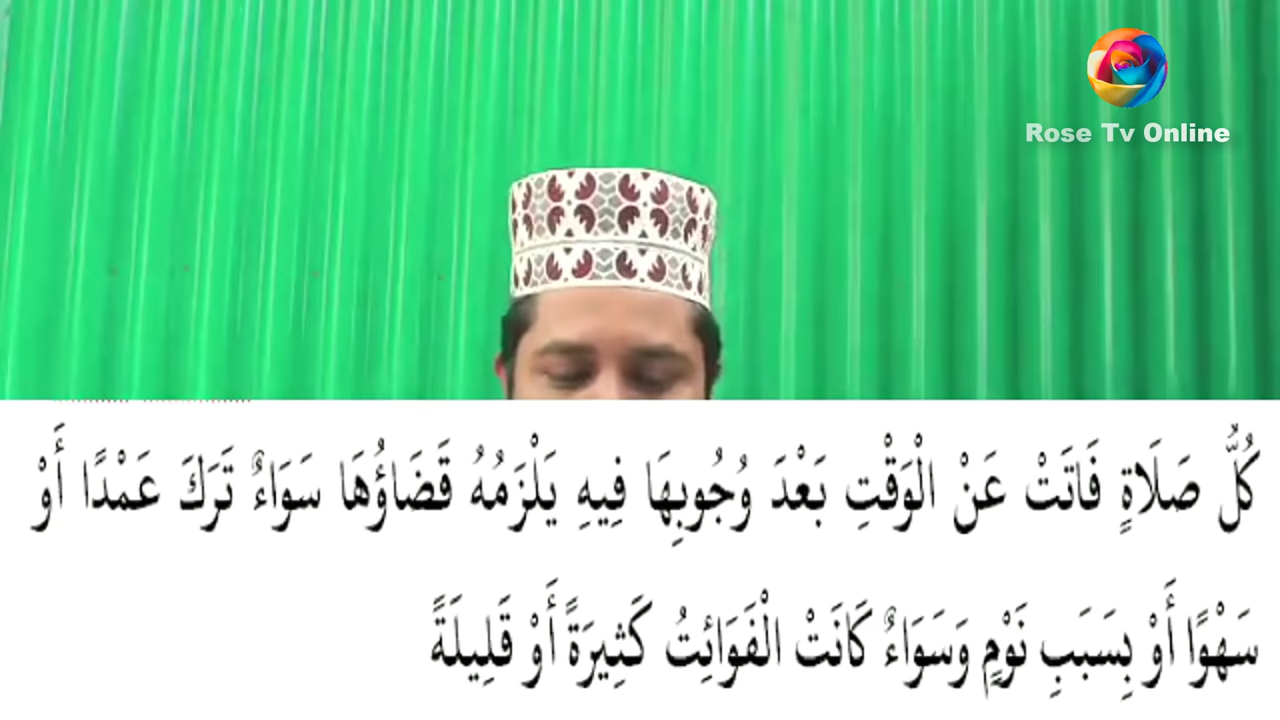 Rose Tv Online
كُلُّ صَلَاةٍ فَاتَتْ عَنْ الْوَقْتِ بَعْدَ وُجُوبِهَا فِيهِ يَلْزَمُهُ قَضَاؤُهَا سَوَاءٌ تَرَكَ عَمْدًا أَوْ
سَهْوًا أَوْ بِسَبَبِ نَوْمٍ وَسَوَاءٌ كَانَتْ الْفَوَائِتُ كَثِيرَةً أَوْ قَلِيلَةً